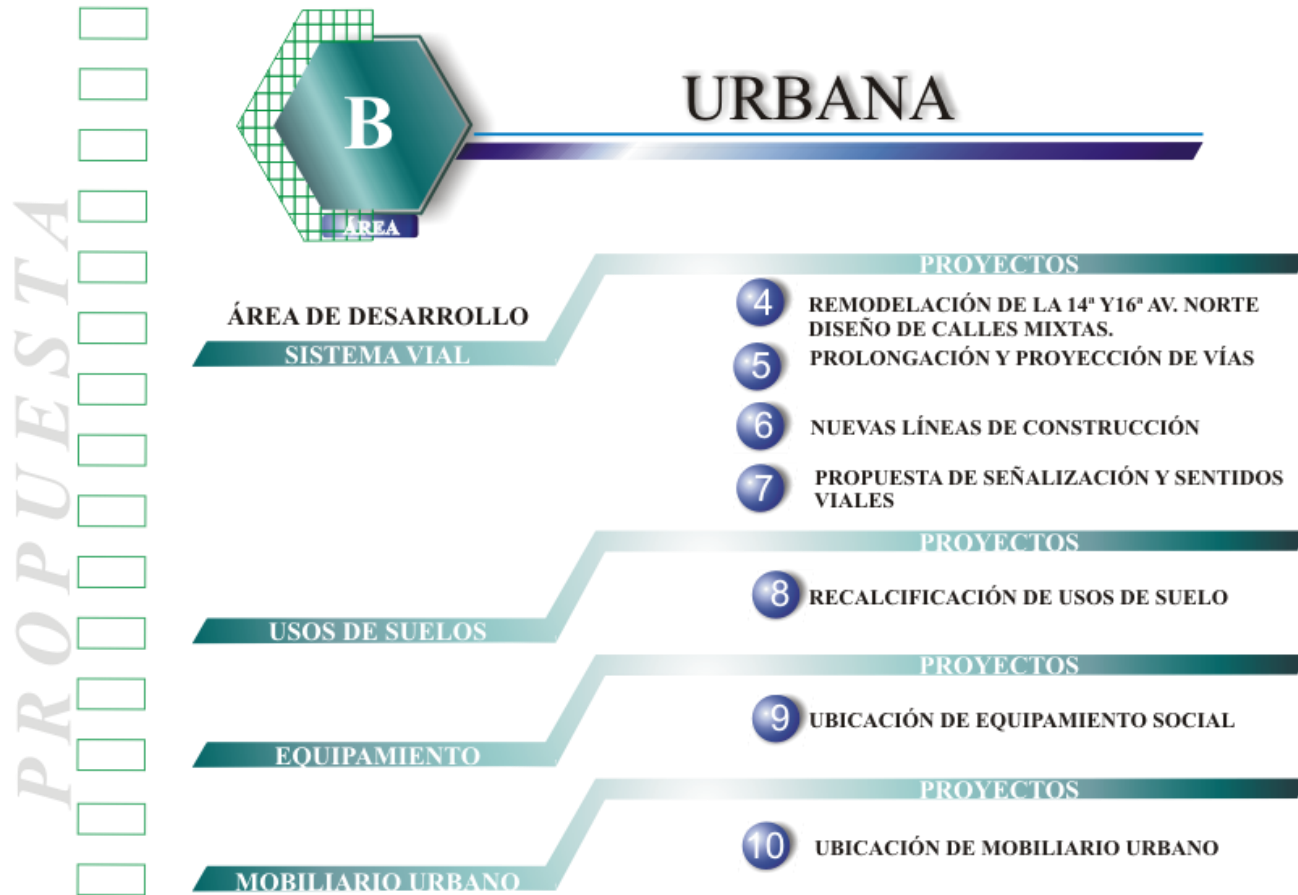 PROPUESTA
B
ÁREA
URBANA
ÁREA DE DESARROLLO
SISTEMA VIAL
PROYECTOS
4 REMODELACIÓN DE LA 14ª Y16ª AV. NORTE
DISEÑO DE CALLES MIXTAS.
5 PROLONGACIÓN Y PROYECCIÓN DE VÍAS
6 NUEVAS LÍNEAS DE CONSTRUCCIÓN
7 PROPUESTA DE SEÑALIZACIÓN Y SENTIDOS
VIALES
USOS DE SUELOS
PROYECTOS
8 RECALCIFICACIÓN DE USOS DE SUELO
EQUIPAMIENTO
PROYECTOS
9 UBICACIÓN DE EQUIPAMIENTO SOCIAL
MOBILIARIO URBANO
PROYECTOS
10 UBICACIÓN DE MOBILIARIO URBANO